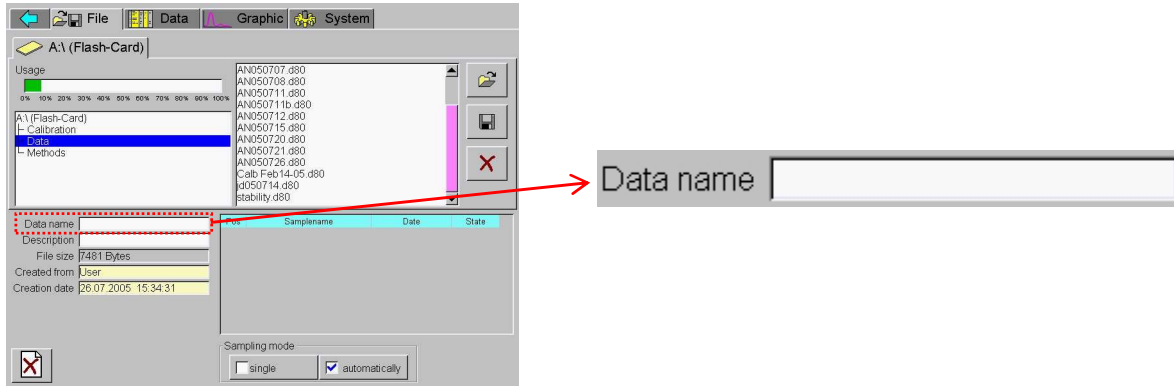 File Data Graphic System
A:\ (Flash-Card)
Usage
0% 10% 20% 30% 40% 50% 60% 70% 80% 90% 100%
A:\ (Flash-Card)
Calibration
Data
Methods
AN050707.d80
AN050708.d80
AN050711.d80
AN050711b.d80
AN050712.d80
AN050715.d80
AN050720.d80
AN050721.d80
AN050726.d80
Calb Feb14-05.d80
jd050714.d80
stability.d80
Data name
Description
File size 7481 Bytes
Created from User
Creation date 26.07.2005 15:34:31
Pos Samplename Date State
Sampling mode
single automatically
Data name